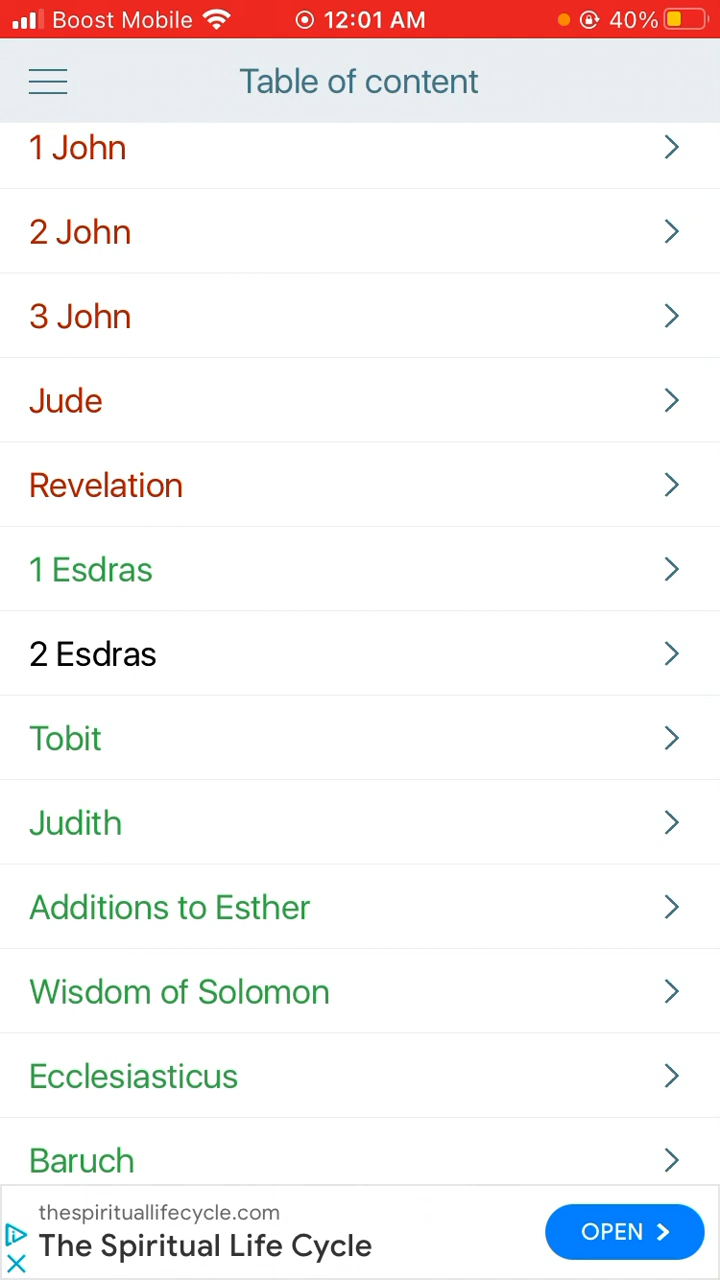 Boost Mobile 12:01 AM 40%
Table of content
1 John
2 John
3 John
Jude
Revelation
1 Esdras
2 Esdras
Tobit
Judith
Additions to Esther
Wisdom of Solomon
Ecclesiasticus
Baruch
thespirituallifecycle.com
The Spiritual Life Cycle
OPEN